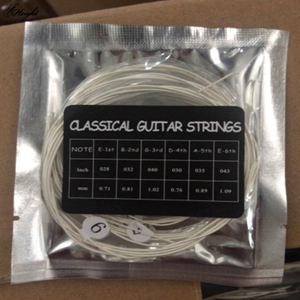 CLASSICAL GUITAR STRINGS
NOTE E-1st B-2nd G-3rd D-4th A-5th E-6th
Inch 028 032 040 030 035 043
mm 0.71 0.81 1.02 0.76 0.89 1.09
6